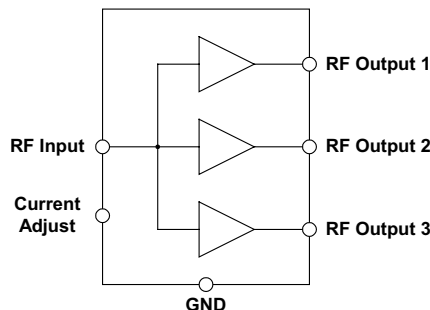 RF Output 1
RF Input
RF Output 2
Current
Adjust
RF Output 3
GND